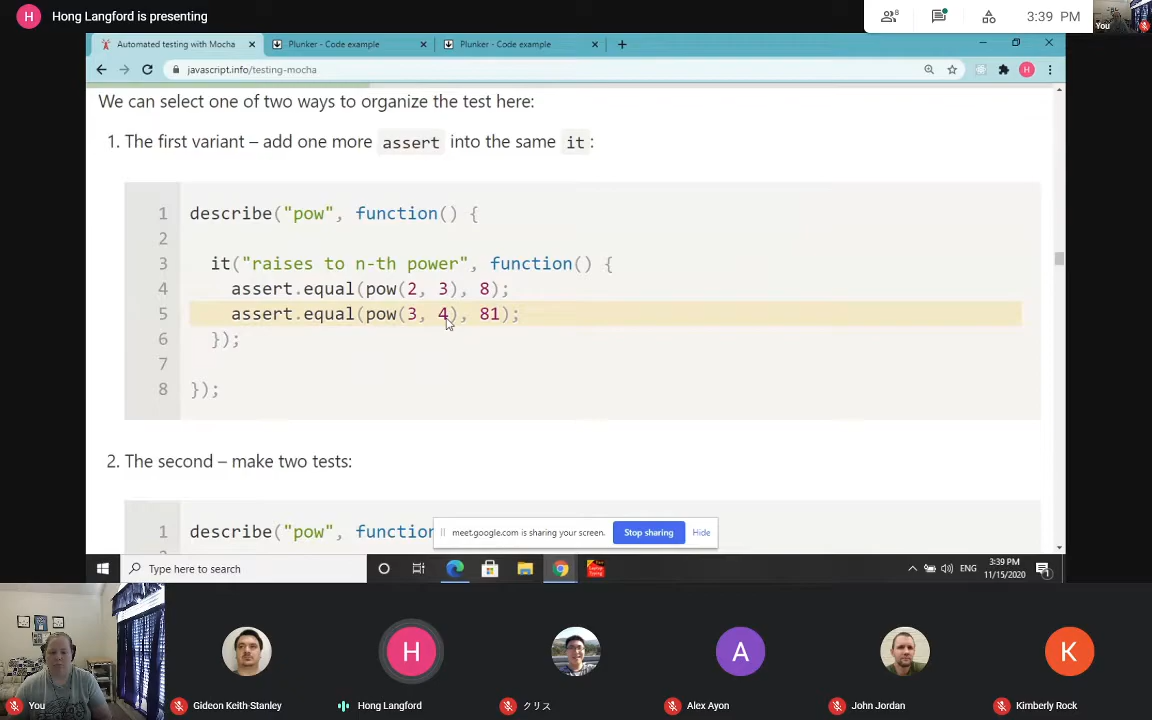 H Hong Langford is presenting
8
3:39 PM
You
Automated testing with Mocha
Plunker - Code example
Plunker - Code example
javascript.info/testing-mocha
H
We can select one of two ways to organize the test here:
1. The first variant – add one more assert into the same it:
1 describe("pow", function() {
2
3 it("raises to n-th power", function() {
4 assert.equal(pow(2, 3), 8);
5 assert.equal(pow(3, 4), 81);
6 });
7
8 });
2. The second – make two tests:
1 describe("pow", function
meet.google.com is sharing your screen. Stop sharing Hide
Type here to search
ENG
3:39 PM
11/15/2020
1
H
A
K
You
Gideon Keith-Stanley
Hong Langford
クリス
Alex Ayon
John Jordan
Kimberly Rock